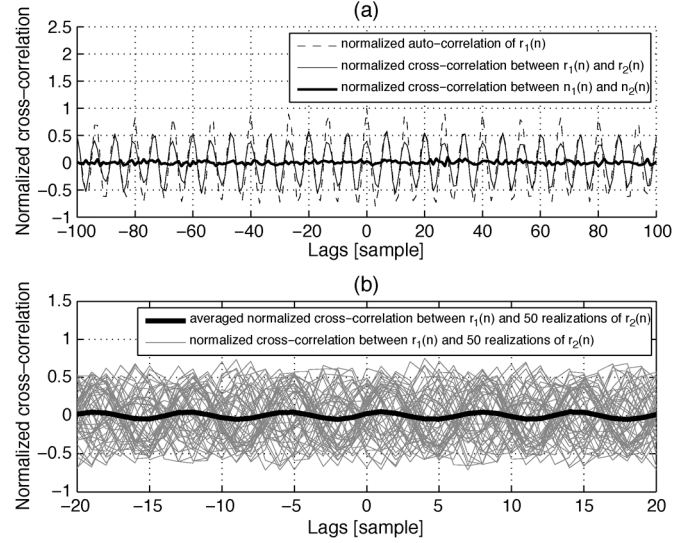 (a)
Normalized cross−correlation
2.5
2
1.5
1
0.5
0
−0.5
−1
normalized auto−correlation of r₁(n)
normalized cross−correlation between r₁(n) and r₂(n)
normalized cross−correlation between n₁(n) and n₂(n)
−100 −80 −60 −40 −20 0 20 40 60 80 100
Lags [sample]
(b)
Normalized cross−correlation
1.5
1
0.5
0
−0.5
−1
averaged normalized cross−correlation between r₁(n) and 50 realizations of r₂(n)
normalized cross−correlation between r₁(n) and 50 realizations of r₂(n)
−20 −15 −10 −5 0 5 10 15 20
Lags [sample]